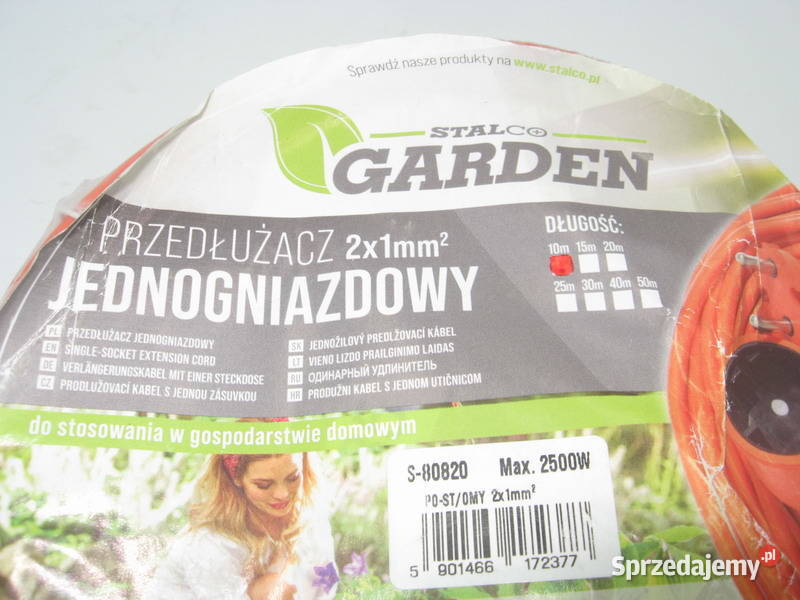 Sprawdź nasze produkty na www.stalco.pl
STALCO
GARDEN
PRZEDŁUŻACZ 2x1mm²
JEDNOGNIAZDOWY
DŁUGOŚĆ:
10m 15m 20m
25m 30m 40m 50m
PL PRZEDŁUŻACZ JEDNOGNIAZDOWY
EN SINGLE-SOCKET EXTENSION CORD
DE VERLÄNGERUNGSKABEL MIT EINER STECKDOSE
CZ PRODLUŽOVACÍ KABEL S JEDNOU ZÁSUVKOU
SK JEDNOŽILOVÝ PREDLŽOVACÍ KÁBEL
LT VIENO LIZDO PRAILGINIMO LAIDAS
RU ОДИНАРНЫЙ УДЛИНИТЕЛЬ
HR PRODUŽNI KABEL S JEDNOM UTIČNICOM
do stosowania w gospodarstwie domowym
S-80820 Max. 2500W
PO-ST/OMY 2x1mm²
5 901466 172377
Sprzedajemy.pl